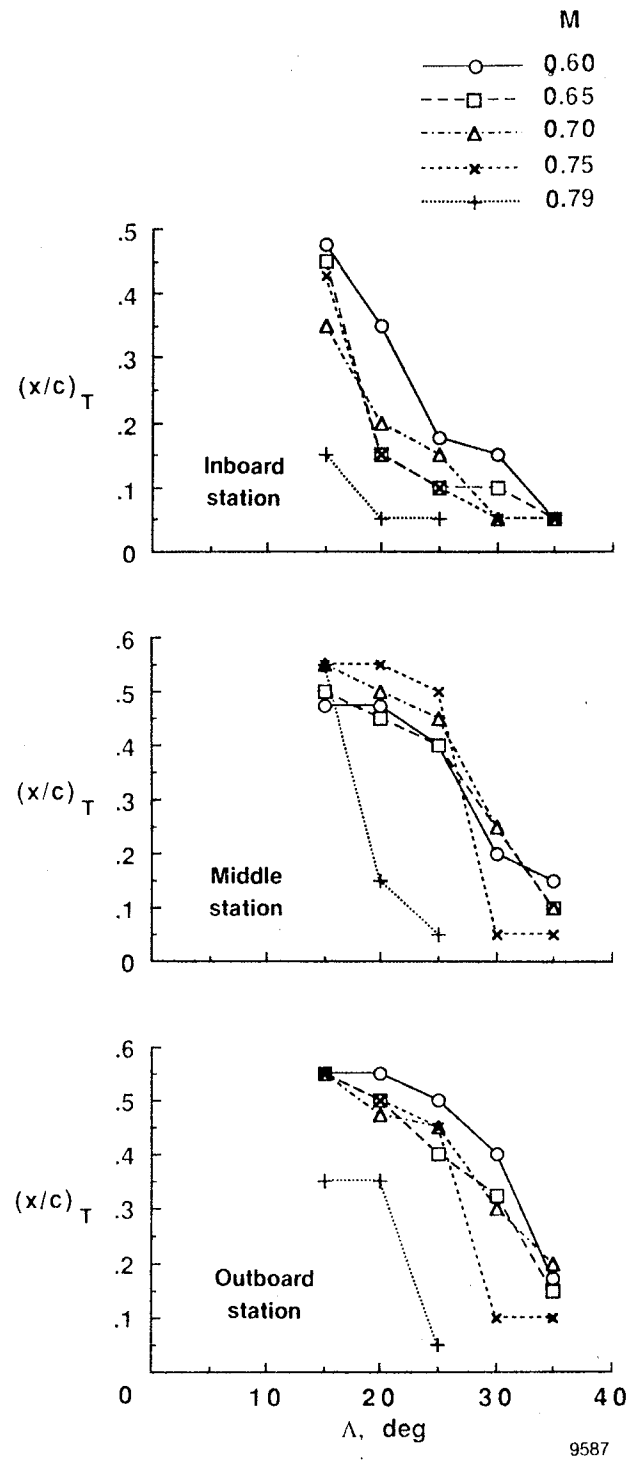 M
0.60
0.65
0.70
0.75
0.79
.5
.4
.3
(x/c) T
.2
Inboard
station
.1
0
.6
.5
.4
(x/c) T
.3
.2
Middle
station
.1
0
.6
.5
.4
(x/c) T
.3
.2
Outboard
station
.1
0 10 20 30 40
Λ, deg
9587